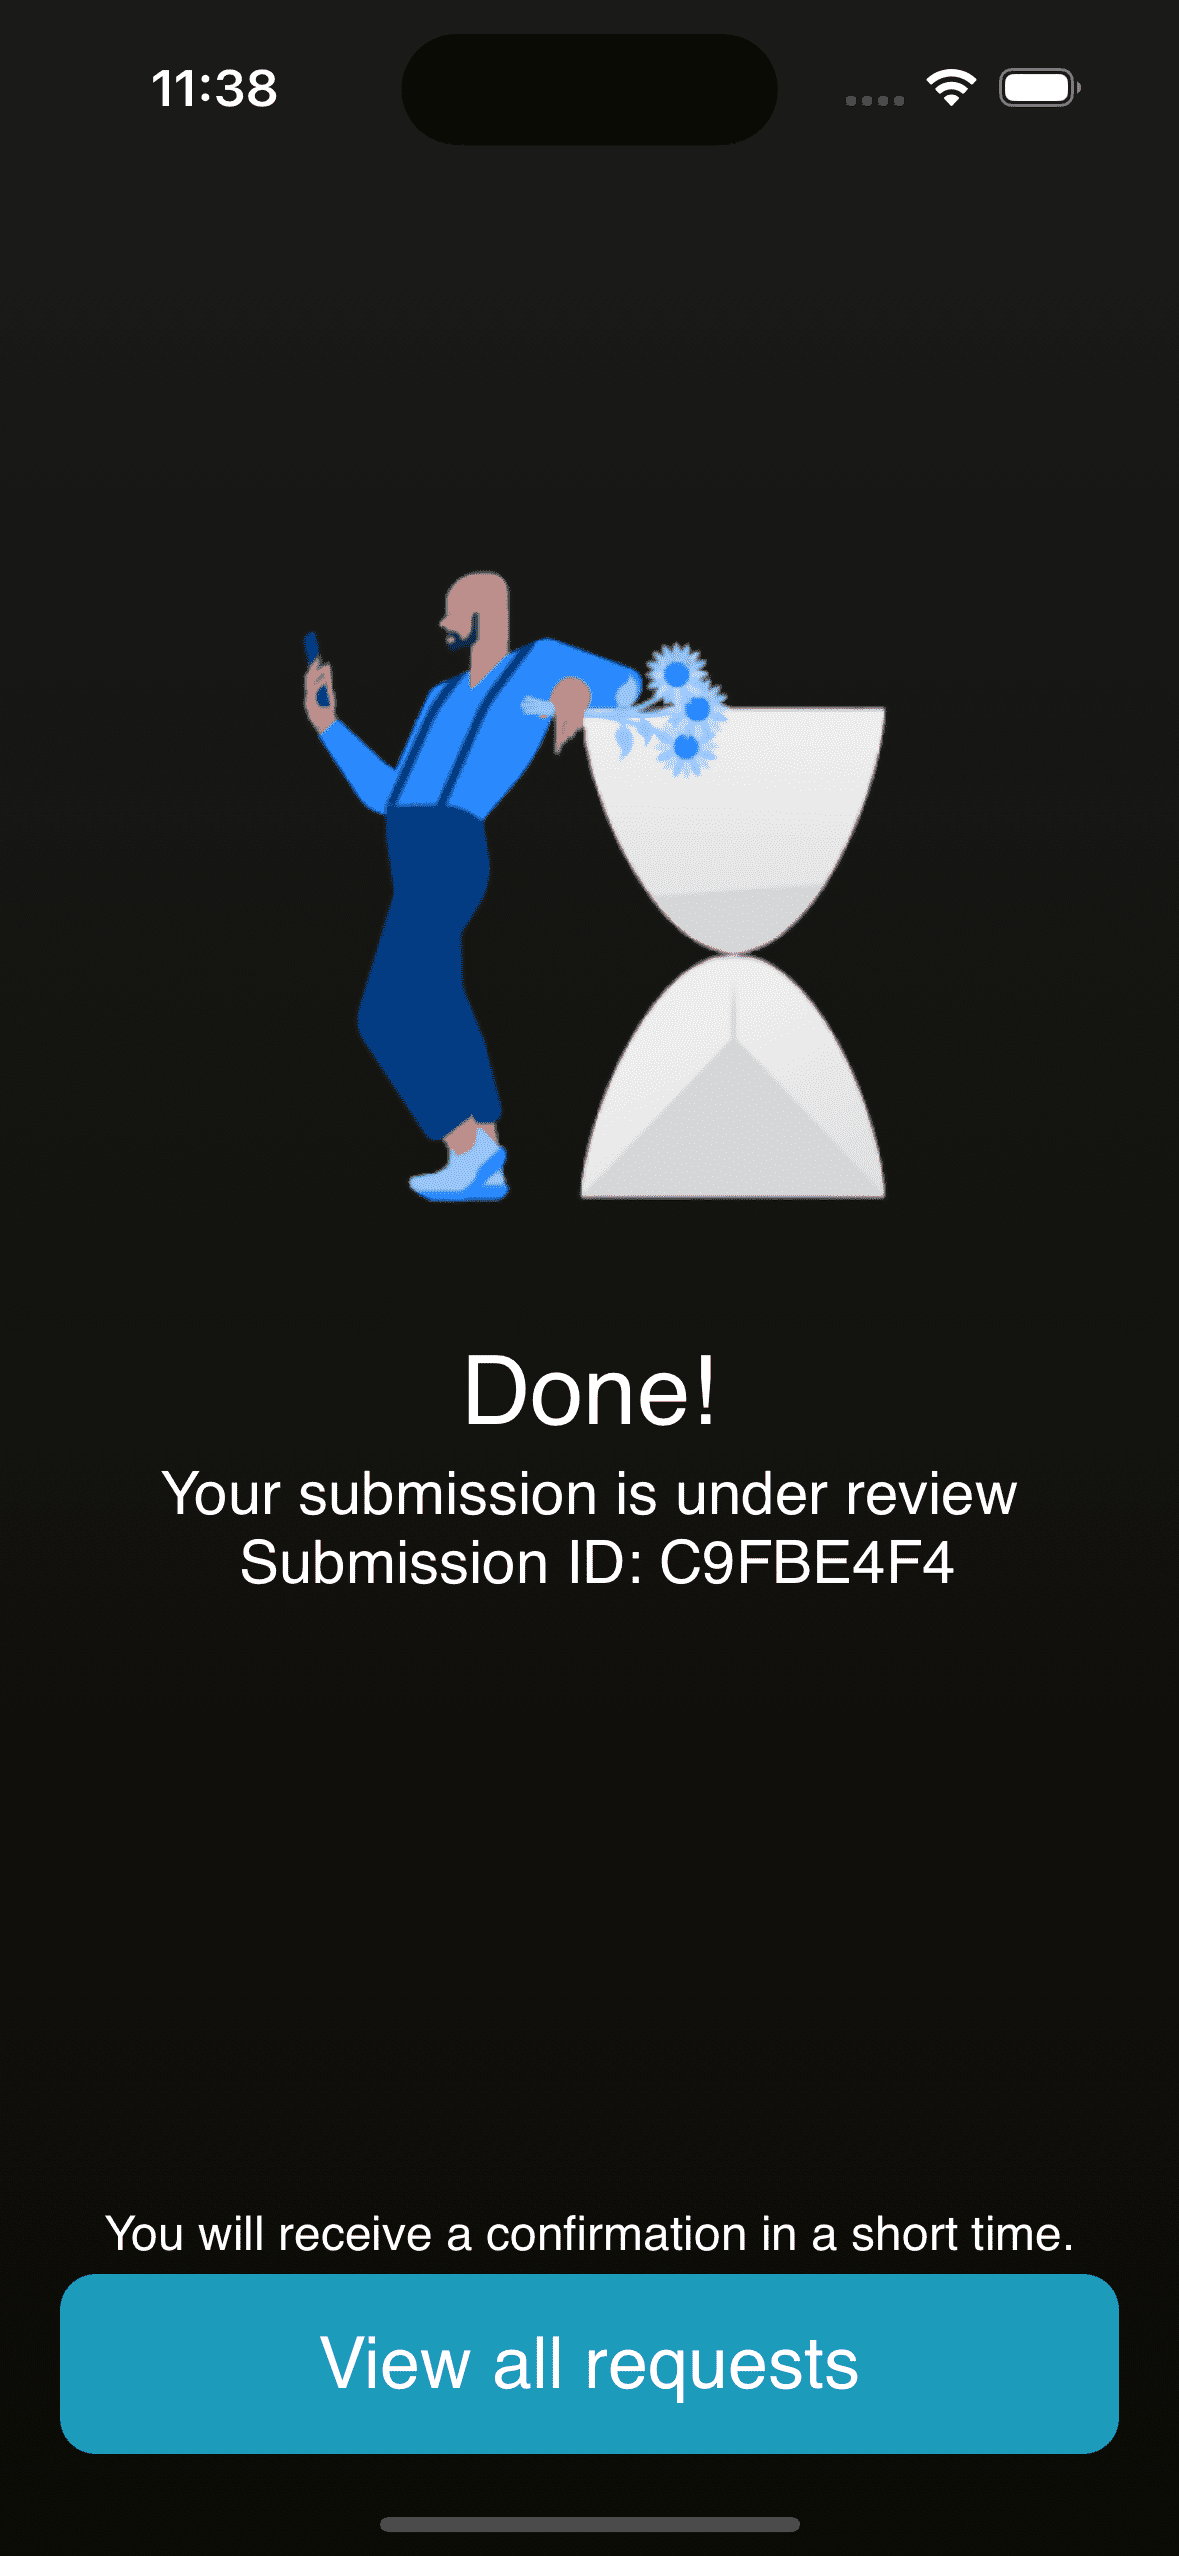 11:38
Done!
Your submission is under review
Submission ID: C9FBE4F4
You will receive a confirmation in a short time.
View all requests